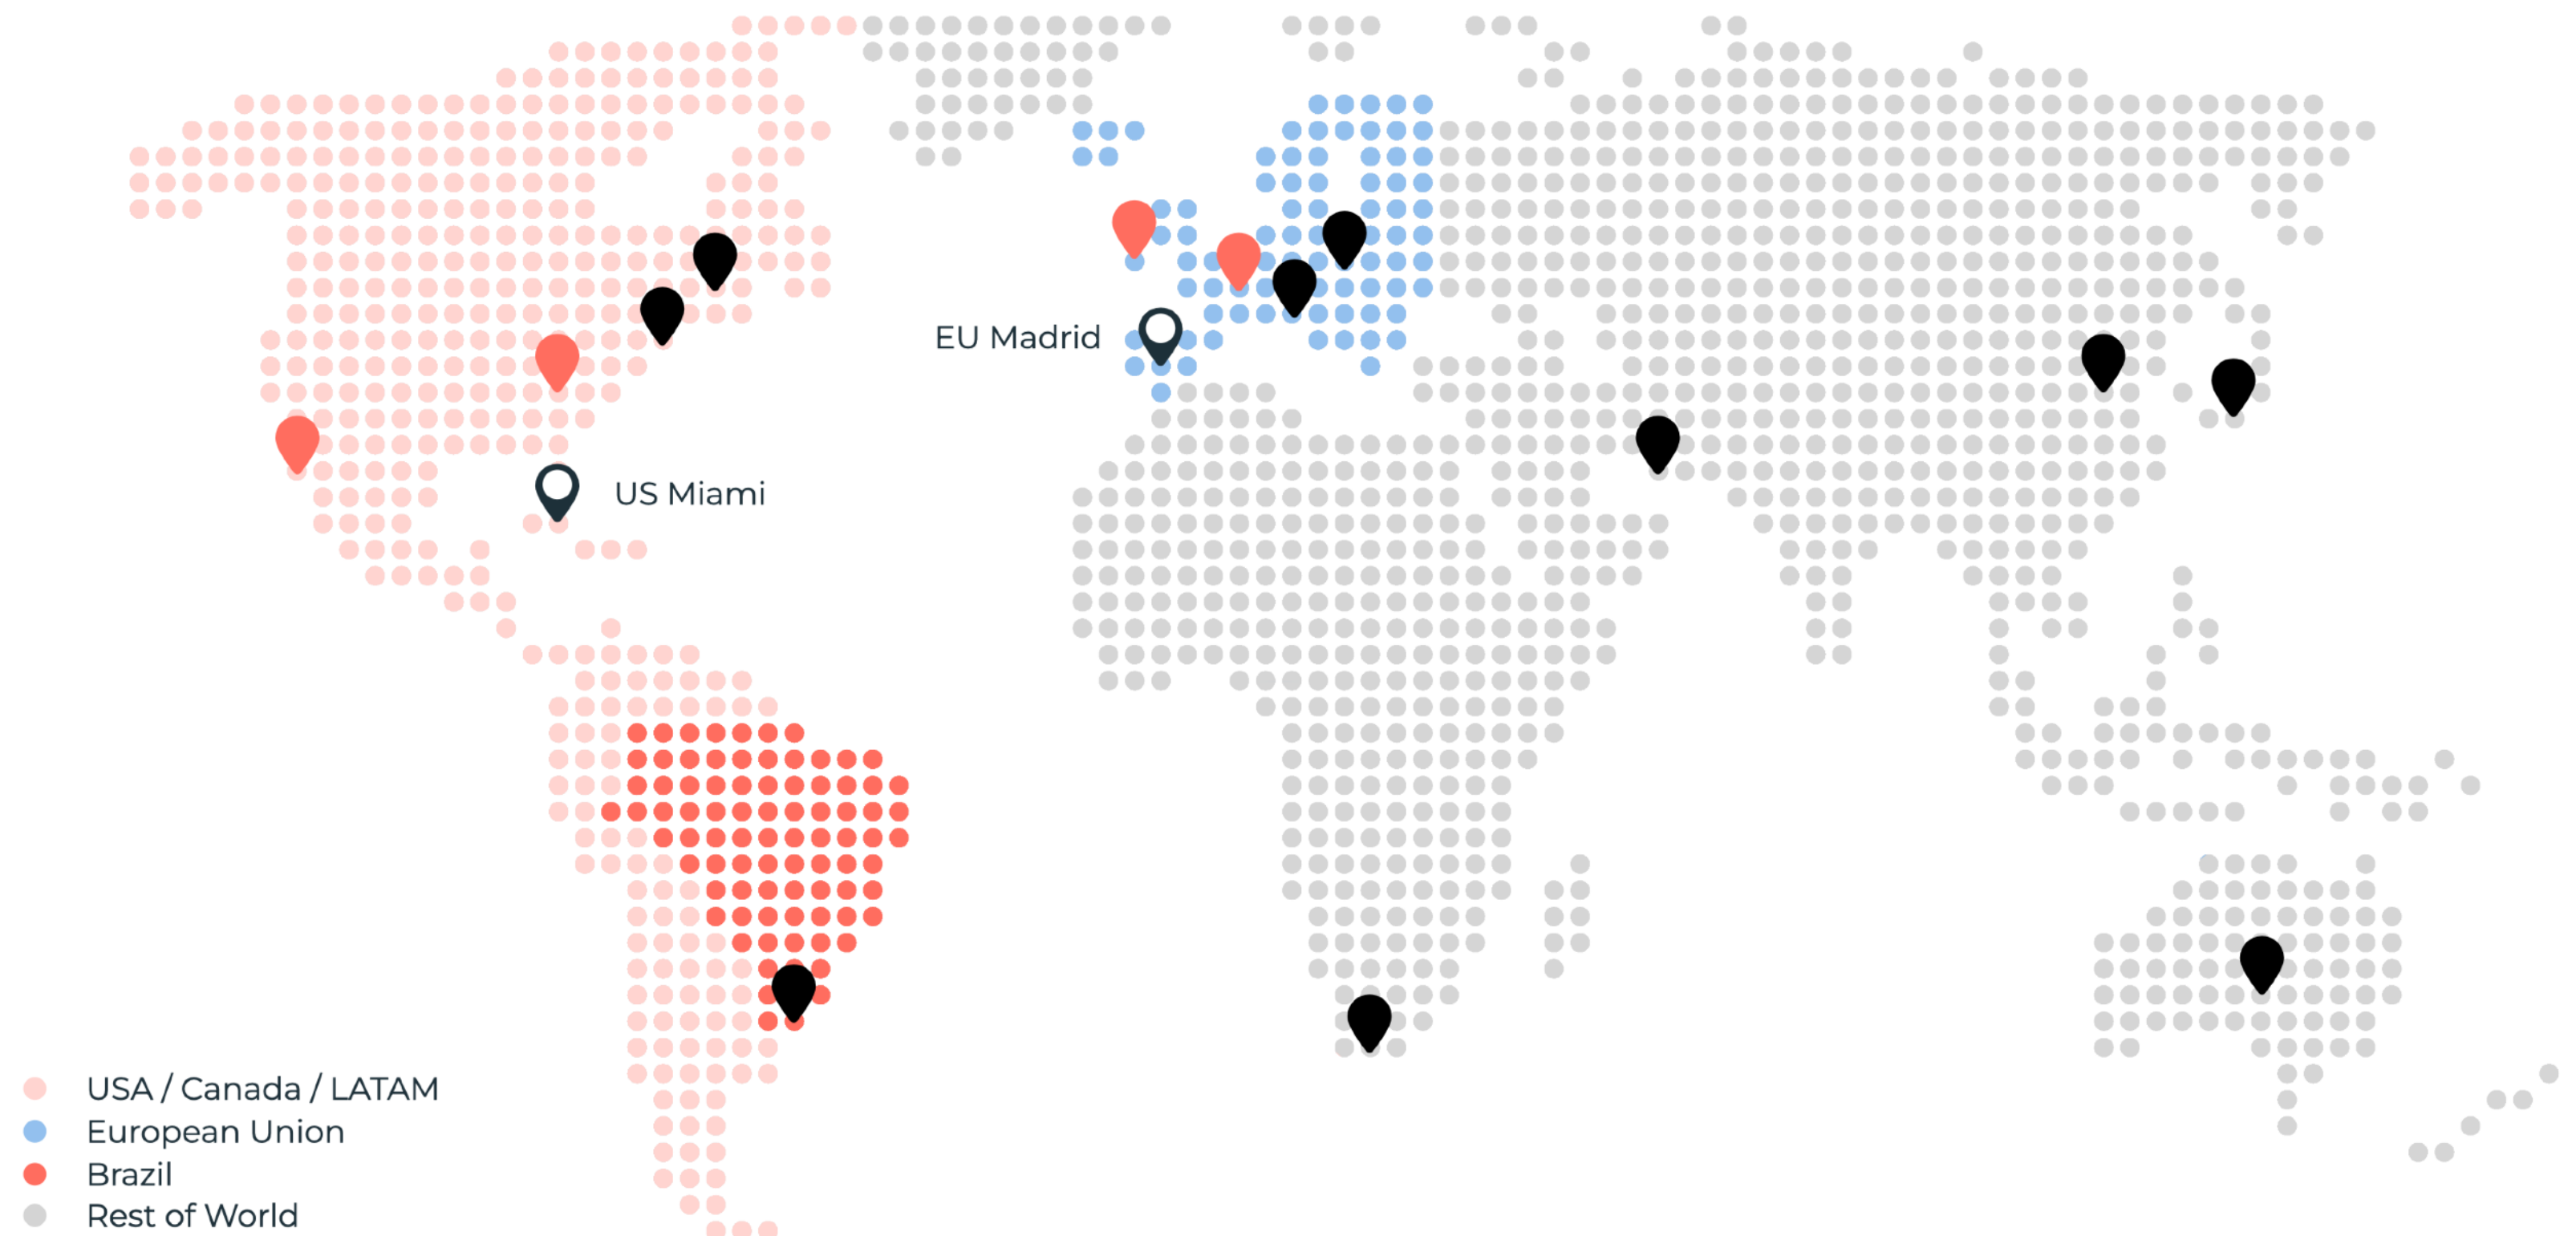 EU Madrid
US Miami
USA / Canada / LATAM
European Union
Brazil
Rest of World